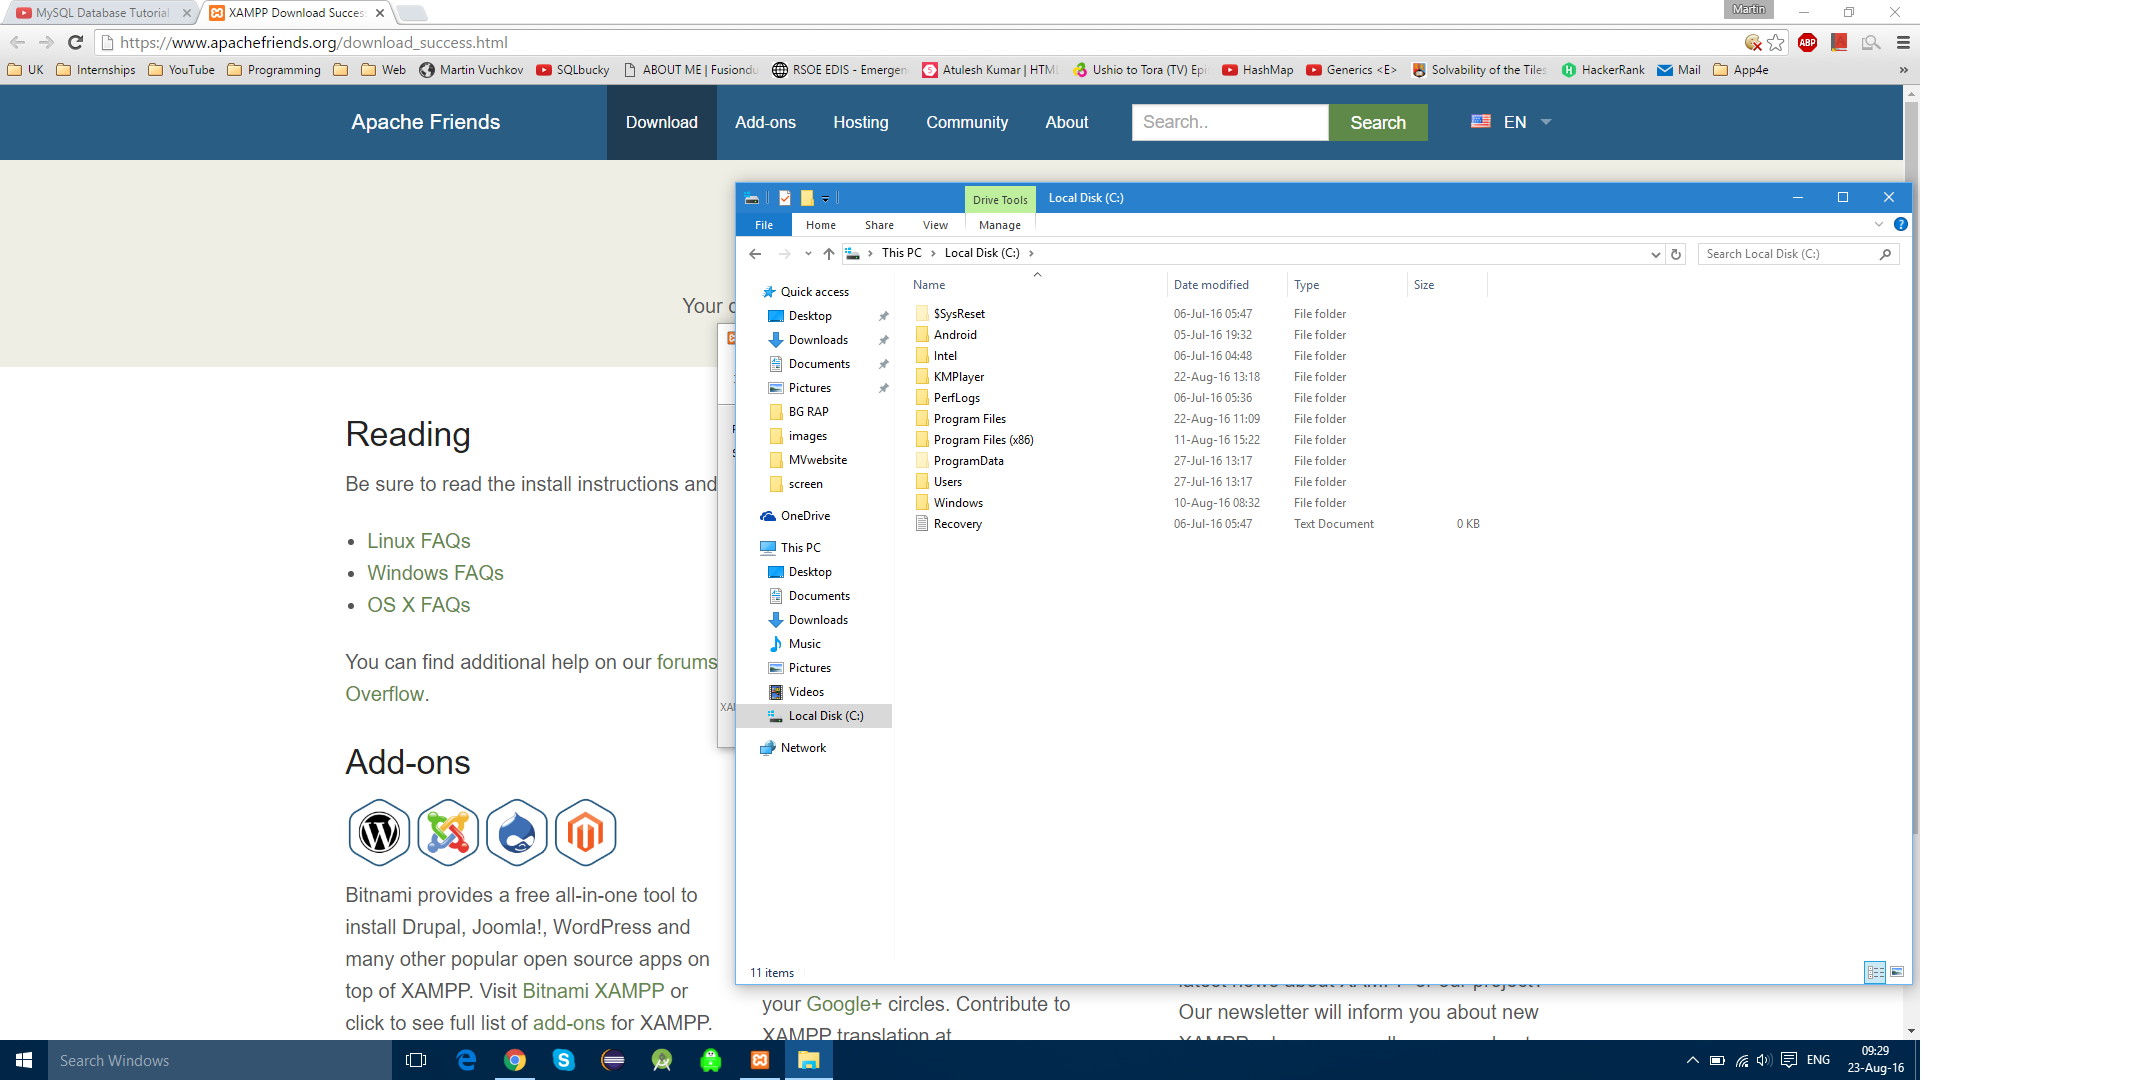 MySQL Database Tutorial
XAMPP Download Succes
Martin
https://www.apachefriends.org/download_success.html
ABP
UK
Internships
YouTube
Programming
Web
Martin Vuchkov
SQLbucky
ABOUT ME | Fusiondu
RSOE EDIS - Emergen
Atulesh Kumar | HTM
Ushio to Tora (TV) Epi
HashMap
Generics <E>
Solvability of the Tiles
HackerRank
Mail
App4e
»
Apache Friends
Download
Add-ons
Hosting
Community
About
Search..
Search
EN
Your
Drive Tools
Local Disk (C:)
File
Home
Share
View
Manage
This PC
Local Disk (C:)
Search Local Disk (C:)
Name
Date modified
Type
Size
Quick access
Desktop
Downloads
Documents
Pictures
BG RAP
images
MVwebsite
screen
OneDrive
This PC
Desktop
Documents
Downloads
Music
Pictures
Videos
Local Disk (C:)
Network
$SysReset 06-Jul-16 05:47 File folder
Android 05-Jul-16 19:32 File folder
Intel 06-Jul-16 04:48 File folder
KMPlayer 22-Aug-16 13:18 File folder
PerfLogs 06-Jul-16 05:36 File folder
Program Files 22-Aug-16 11:09 File folder
Program Files (x86) 11-Aug-16 15:22 File folder
ProgramData 27-Jul-16 13:17 File folder
Users 27-Jul-16 13:17 File folder
Windows 10-Aug-16 08:32 File folder
Recovery 06-Jul-16 05:47 Text Document 0 KB
11 items
Reading
Be sure to read the install instructions and
Linux FAQs
Windows FAQs
OS X FAQs
You can find additional help on our forums
Overflow.
XA
Add-ons
Bitnami provides a free all-in-one tool to
install Drupal, Joomla!, WordPress and
many other popular open source apps on
top of XAMPP. Visit Bitnami XAMPP or
click to see full list of add-ons for XAMPP.
your Google+ circles. Contribute to
XAMPP translation at
latest news about XAMPP or our project?
Our newsletter will inform you about new
Search Windows
ENG
09:29
23-Aug-16